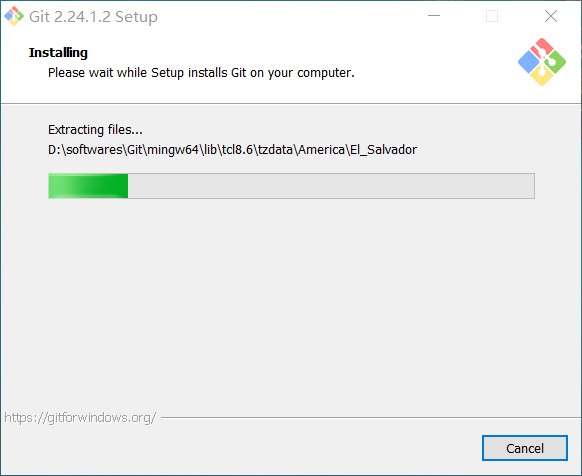 Git 2.24.1.2 Setup
Installing
Please wait while Setup installs Git on your computer.
Extracting files...
D:\softwares\Git\mingw64\lib\tcl8.6\tzdata\America\El_Salvador
https://gitforwindows.org/
Cancel